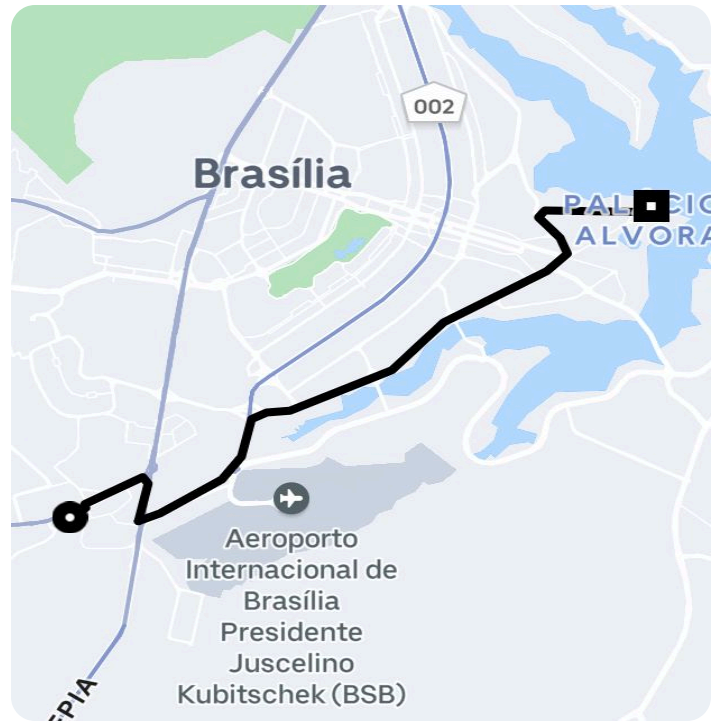 002
Brasília
PALÁCIO
ALVORA
Aeroporto
Internacional de
Brasília
Presidente
Juscelino
Kubitschek (BSB)
EPIA